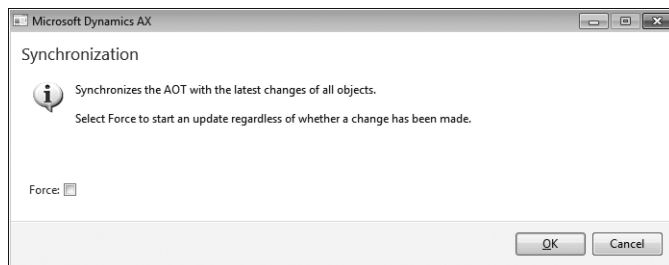 Microsoft Dynamics AX
Synchronization
Synchronizes the AOT with the latest changes of all objects.
Select Force to start an update regardless of whether a change has been made.
Force:
OK Cancel